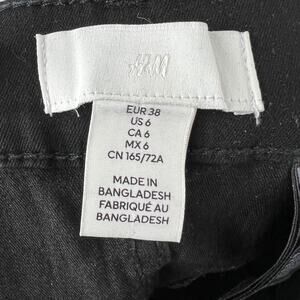 H&M
EUR 38
US 6
CA 6
MX 6
CN 165/72A
MADE IN
BANGLADESH
FABRIQUÉ AU
BANGLADESH